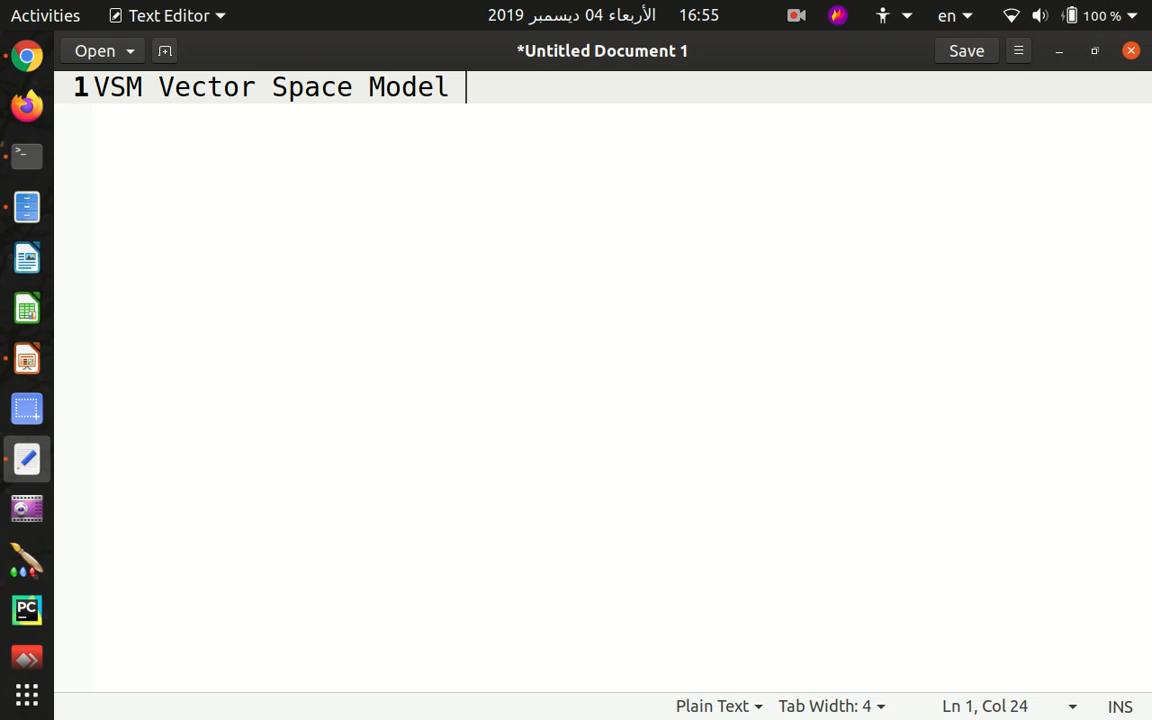 Activities Text Editor الأربعاء 04 ديسمبر 2019 16:55 en 100 %
Open *Untitled Document 1 Save
1 VSM Vector Space Model
>_
PC
Plain Text Tab Width: 4 Ln 1, Col 24 INS